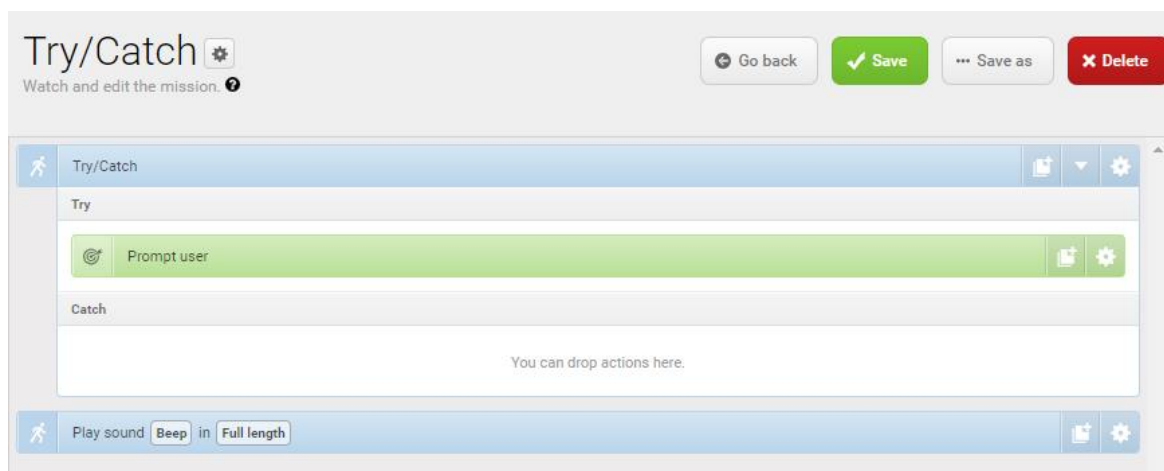 Try/Catch
Watch and edit the mission. ?
Go back
Save
Save as
Delete
Try/Catch
Try
Prompt user
Catch
You can drop actions here.
Play sound Beep in Full length